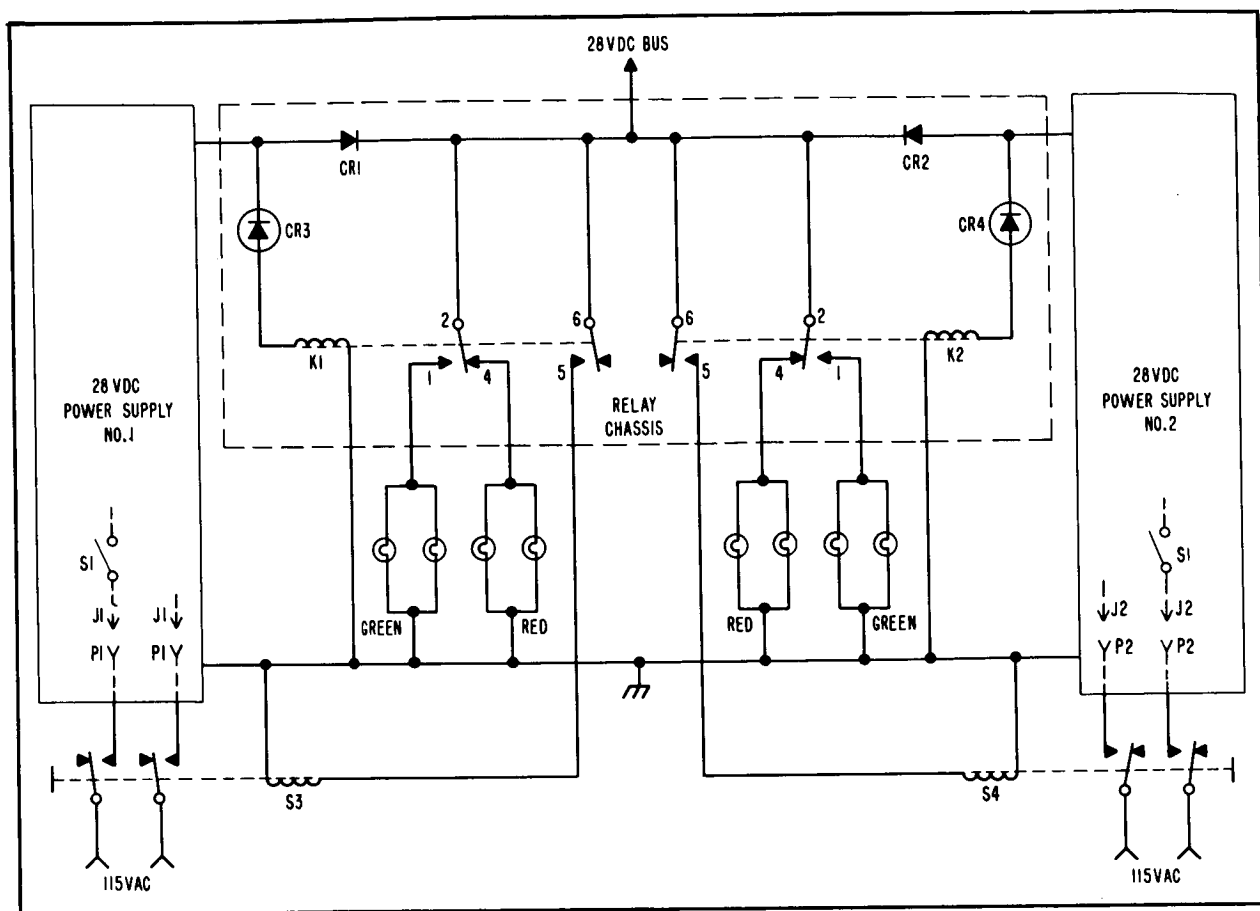 28VDC BUS
CR1
CR2
CR3
CR4
2
6
6
2
K1
K2
1
4
5
5
4
1
RELAY
CHASSIS
28 VDC
POWER SUPPLY
NO.1
28 VDC
POWER SUPPLY
NO.2
S1
S1
J1
J1
J2
J2
P1
P1
P2
P2
GREEN
RED
RED
GREEN
S3
S4
115VAC
115VAC